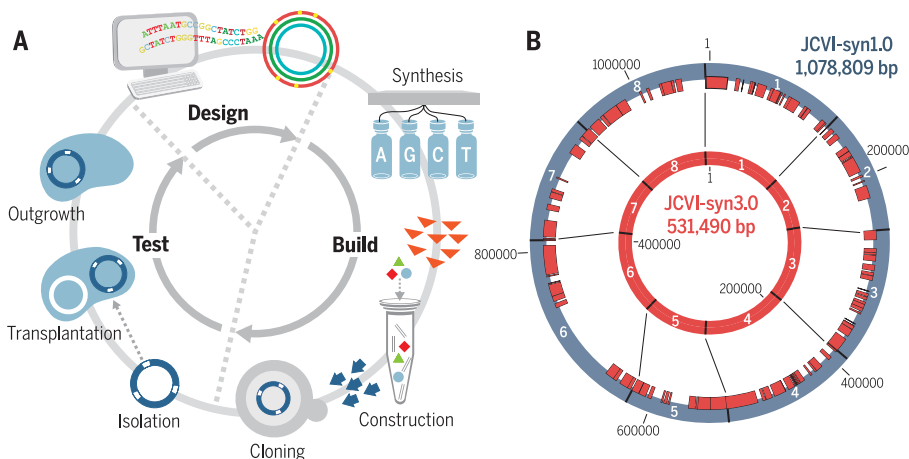 A
ATTTAATGCCGGCTATCTGG
GCTATCTGGGTTTAGCCCTAAA
Design
Synthesis
A G C T
Outgrowth
Test
Build
Transplantation
Isolation
Cloning
Construction
B
JCVI-syn1.0
1,078,809 bp
1
1000000
8
1
200000
2
7
8
1
1
JCVI-syn3.0
531,490 bp
7
2
800000
400000
6
3
200000
3
5
4
6
400000
4
600000
5